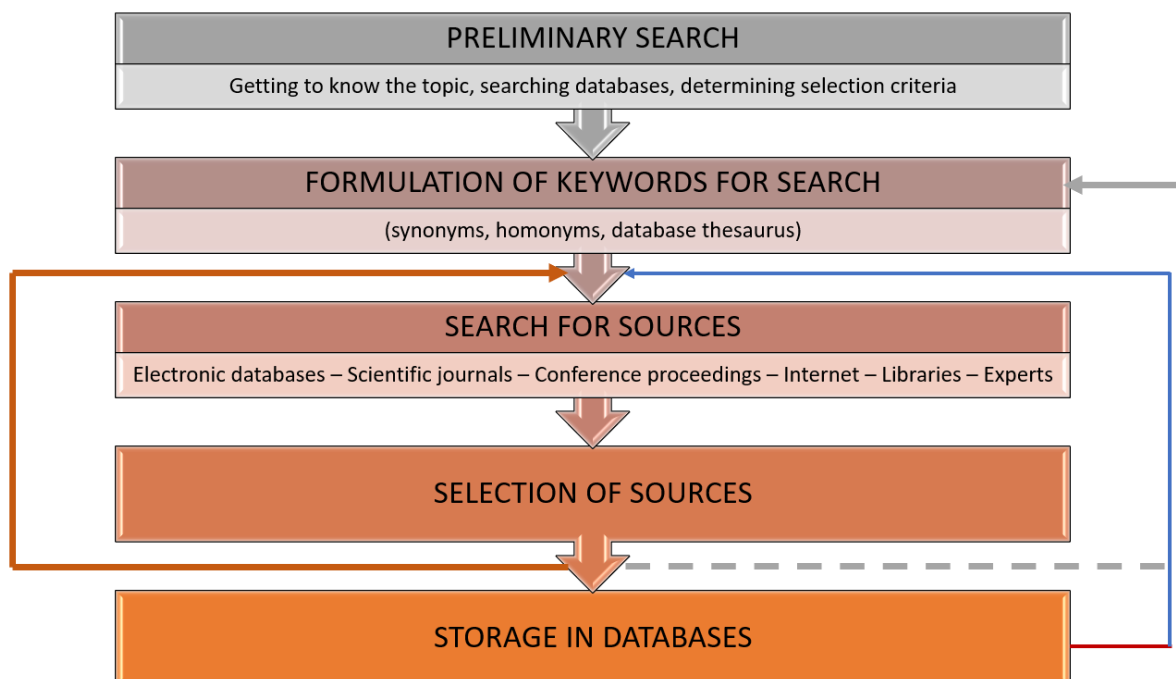 PRELIMINARY SEARCH
Getting to know the topic, searching databases, determining selection criteria
FORMULATION OF KEYWORDS FOR SEARCH
(synonyms, homonyms, database thesaurus)
SEARCH FOR SOURCES
Electronic databases – Scientific journals – Conference proceedings – Internet – Libraries – Experts
SELECTION OF SOURCES
STORAGE IN DATABASES